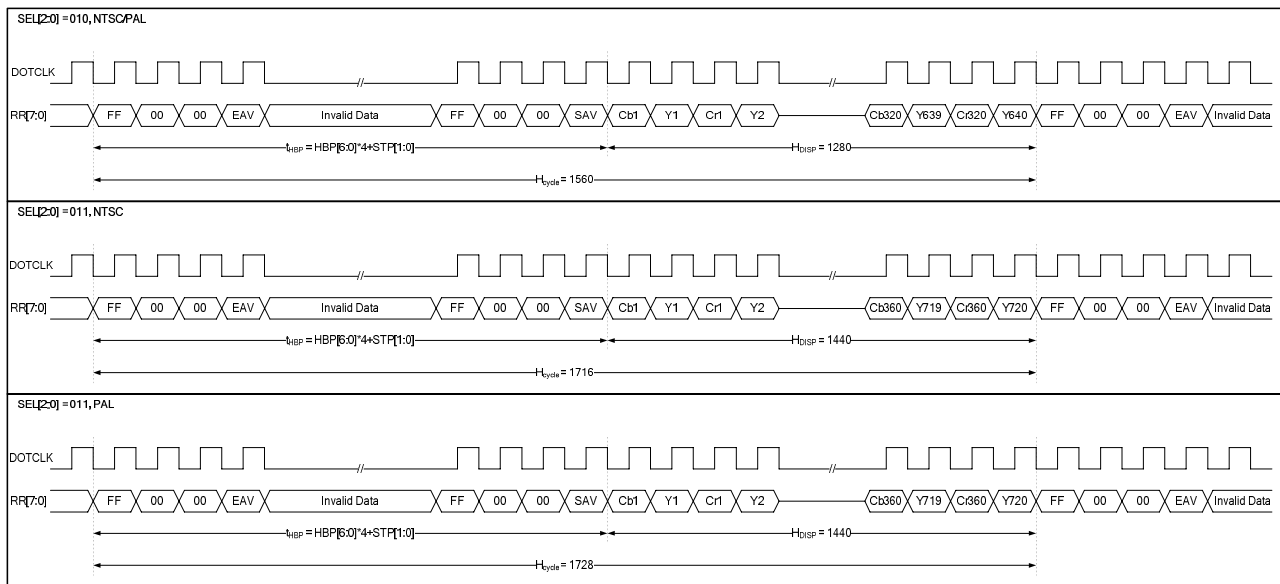 SEL[2:0] =010, NTSC/PAL
DOTCLK
//
//
RR[7:0] FF 00 00 EAV Invalid Data FF 00 00 SAV Cb1 Y1 Cr1 Y2 Cb320 Y639 Cr320 Y640 FF 00 00 EAV Invalid Data
tHBP = HBP[6:0]*4+STP[1:0] HDISP = 1280
Hcycle = 1560
SEL[2:0] =011, NTSC
DOTCLK
//
//
RR[7:0] FF 00 00 EAV Invalid Data FF 00 00 SAV Cb1 Y1 Cr1 Y2 Cb360 Y719 Cr360 Y720 FF 00 00 EAV Invalid Data
tHBP = HBP[6:0]*4+STP[1:0] HDISP = 1440
Hcycle = 1716
SEL[2:0] =011, PAL
DOTCLK
//
//
RR[7:0] FF 00 00 EAV Invalid Data FF 00 00 SAV Cb1 Y1 Cr1 Y2 Cb360 Y719 Cr360 Y720 FF 00 00 EAV Invalid Data
tHBP = HBP[6:0]*4+STP[1:0] HDISP = 1440
Hcycle = 1728